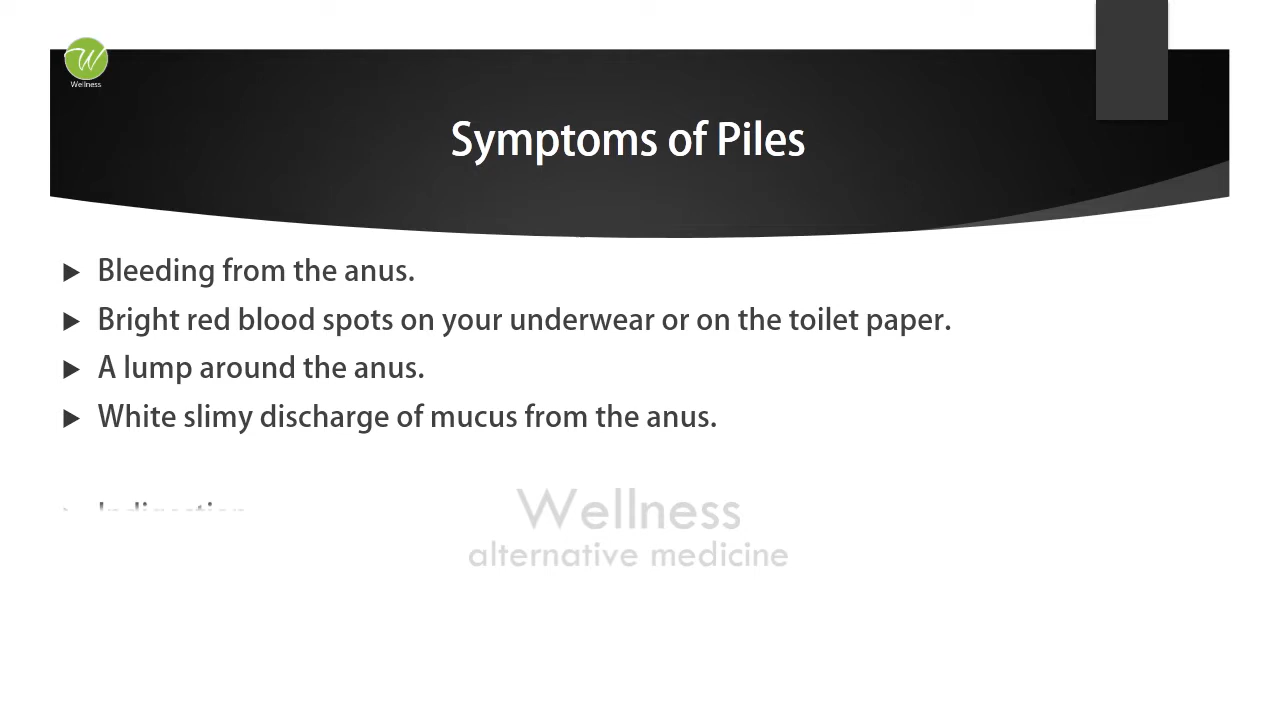 W
Wellness
Symptoms of Piles
Bleeding from the anus.
Bright red blood spots on your underwear or on the toilet paper.
A lump around the anus.
White slimy discharge of mucus from the anus.
Wellness
alternative medicine